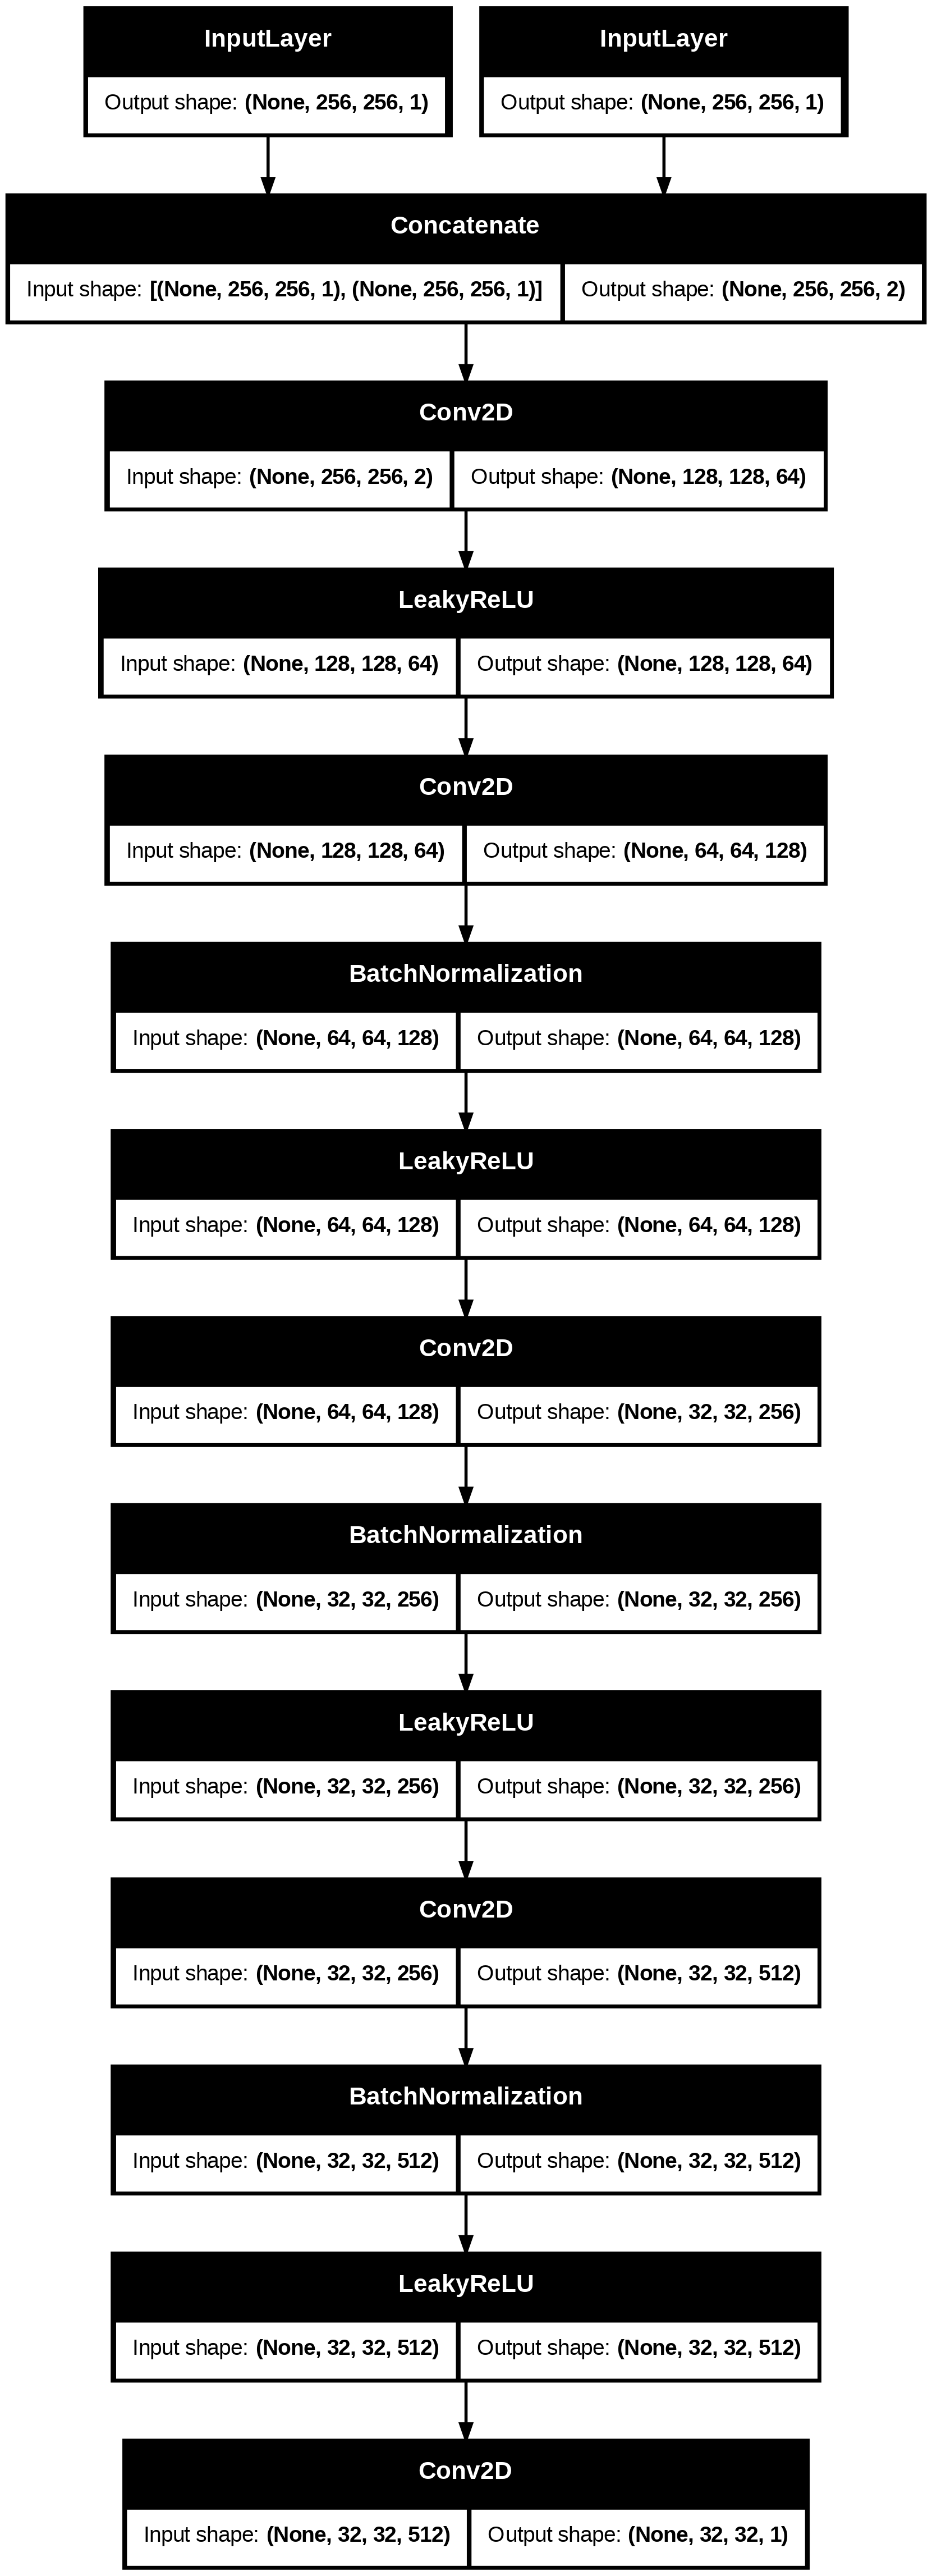 InputLayer
Output shape: (None, 256, 256, 1)
InputLayer
Output shape: (None, 256, 256, 1)
Concatenate
Input shape: [(None, 256, 256, 1), (None, 256, 256, 1)]
Output shape: (None, 256, 256, 2)
Conv2D
Input shape: (None, 256, 256, 2)
Output shape: (None, 128, 128, 64)
LeakyReLU
Input shape: (None, 128, 128, 64)
Output shape: (None, 128, 128, 64)
Conv2D
Input shape: (None, 128, 128, 64)
Output shape: (None, 64, 64, 128)
BatchNormalization
Input shape: (None, 64, 64, 128)
Output shape: (None, 64, 64, 128)
LeakyReLU
Input shape: (None, 64, 64, 128)
Output shape: (None, 64, 64, 128)
Conv2D
Input shape: (None, 64, 64, 128)
Output shape: (None, 32, 32, 256)
BatchNormalization
Input shape: (None, 32, 32, 256)
Output shape: (None, 32, 32, 256)
LeakyReLU
Input shape: (None, 32, 32, 256)
Output shape: (None, 32, 32, 256)
Conv2D
Input shape: (None, 32, 32, 256)
Output shape: (None, 32, 32, 512)
BatchNormalization
Input shape: (None, 32, 32, 512)
Output shape: (None, 32, 32, 512)
LeakyReLU
Input shape: (None, 32, 32, 512)
Output shape: (None, 32, 32, 512)
Conv2D
Input shape: (None, 32, 32, 512)
Output shape: (None, 32, 32, 1)